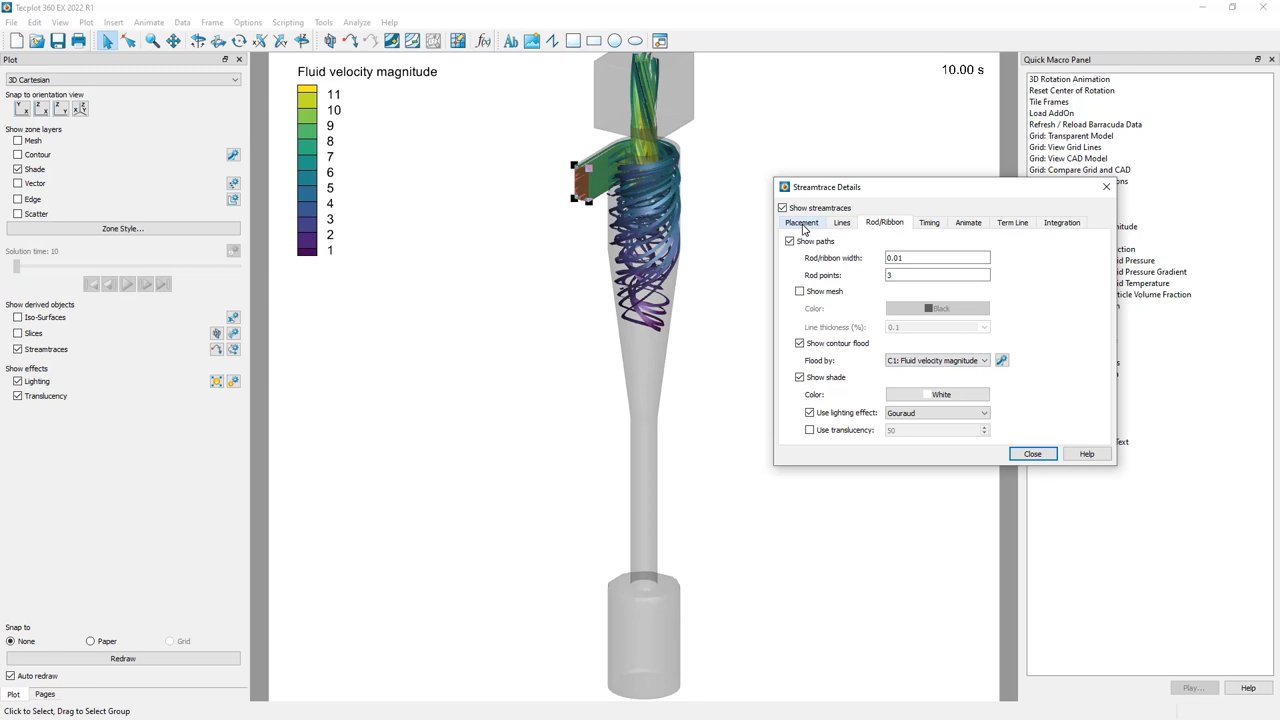 Tecplot 360 EX 2022 R1
File Edit View Plot Insert Animate Data Frame Options Scripting Tools Analyze Help
Plot
3D Cartesian
Snap to orientation view
Show zone layers
Mesh
Contour
Shade
Vector
Edge
Scatter
Zone Style...
Solution time: 10
Show derived objects
Iso-Surfaces
Slices
Streamtraces
Show effects
Lighting
Translucency
Snap to
None Paper Grid
Redraw
Auto redraw
Plot Pages
Click to Select, Drag to Select Group
Fluid velocity magnitude
11
10
9
8
7
6
5
4
3
2
1
10.00 s
Streamtrace Details
Show streamtraces
Placement Lines Rod/Ribbon Timing Animate Term Line Integration
Show paths
Rod/ribbon width: 0.01
Rod points: 3
Show mesh
Color: Black
Line thickness (%): 0.1
Show contour flood
Flood by: C1: Fluid velocity magnitude
Show shade
Color: White
Use lighting effect: Gouraud
Use translucency: 50
Close Help
Quick Macro Panel
3D Rotation Animation
Reset Center of Rotation
Tile Frames
Load AddOn
Refresh / Reload Barracuda Data
Grid: Transparent Model
Grid: View Grid Lines
Grid: View CAD Model
Grid: Compare Grid and CAD
Play... Help